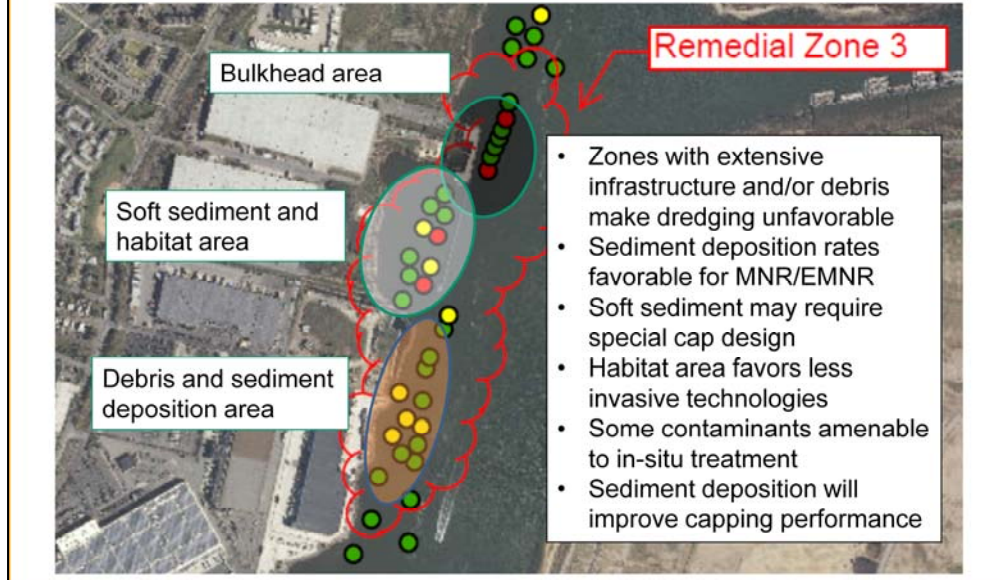 Remedial Zone 3
Bulkhead area
Soft sediment and
habitat area
Debris and sediment
deposition area
• Zones with extensive
infrastructure and/or debris
make dredging unfavorable
• Sediment deposition rates
favorable for MNR/EMNR
• Soft sediment may require
special cap design
• Habitat area favors less
invasive technologies
• Some contaminants amenable
to in-situ treatment
• Sediment deposition will
improve capping performance